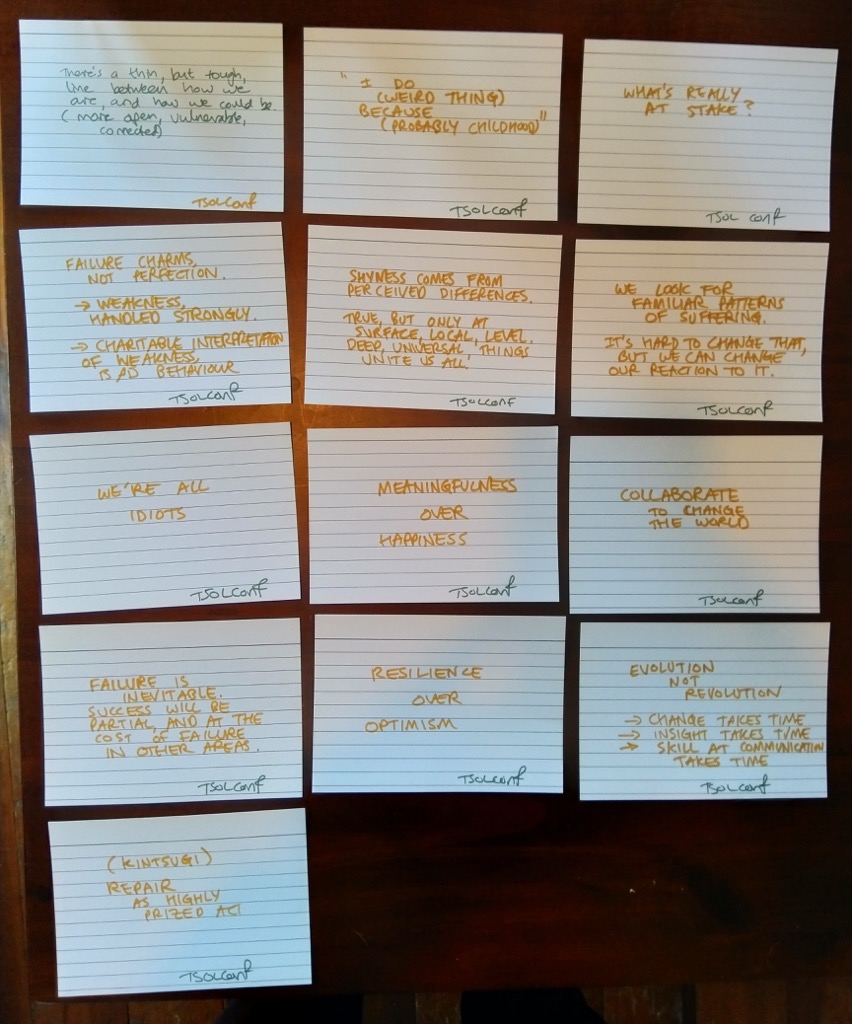 There's a thin, but tough,
line between how we
are, and how we could be.
(more open, vulnerable,
connected)
TSOLconf
"I DO
(WEIRD THING)
BECAUSE
(PROBABLY CHILDHOOD)"
TSOLconf
WHAT'S REALLY
AT STAKE?
TSOL conf
FAILURE CHARMS,
NOT PERFECTION.
→ WEAKNESS,
HANDLED STRONGLY.
→ CHARITABLE INTERPRETATION
OF WEAKNESS,
BAD BEHAVIOUR
TSOLconf
SHYNESS COMES FROM
PERCEIVED DIFFERENCES.
TRUE, BUT ONLY AT
SURFACE, LOCAL, LEVEL.
DEEP, UNIVERSAL, THINGS
UNITE US ALL.
TSOLCONF
WE LOOK FOR
FAMILIAR PATTERNS
OF SUFFERING.
IT'S HARD TO CHANGE THAT,
BUT WE CAN CHANGE
OUR REACTION TO IT.
TSOLconf
WE'RE ALL
IDIOTS
TSOLconf
MEANINGFULNESS
OVER
HAPPINESS
TSOLconf
COLLABORATE
TO CHANGE
THE WORLD
TSOLconf
FAILURE IS
INEVITABLE.
SUCCESS WILL BE
PARTIAL, AND AT THE
COST OF FAILURE
IN OTHER AREAS.
TSOLconf
RESILIENCE
OVER
OPTIMISM
TSOLconf
EVOLUTION
NOT
REVOLUTION
→ CHANGE TAKES TIME
→ INSIGHT TAKES TIME
→ SKILL AT COMMUNICATION
TAKES TIME
TSOLconf
(KINTSUGI)
REPAIR
AS HIGHLY
PRIZED ACT
TSOLconf